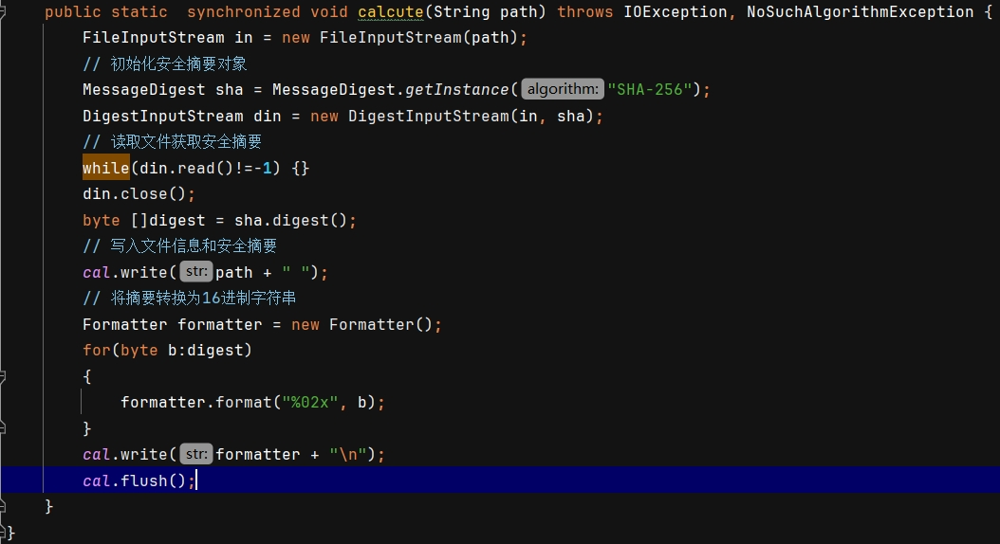 public static  synchronized void calcute(String path) throws IOException, NoSuchAlgorithmException {
FileInputStream in = new FileInputStream(path);
// 初始化安全摘要对象
MessageDigest sha = MessageDigest.getInstance( algorithm: "SHA-256");
DigestInputStream din = new DigestInputStream(in, sha);
// 读取文件获取安全摘要
while(din.read()!=-1) {}
din.close();
byte []digest = sha.digest();
// 写入文件信息和安全摘要
cal.write( str: path + " ");
// 将摘要转换为16进制字符串
Formatter formatter = new Formatter();
for(byte b:digest)
{
formatter.format("%02x", b);
}
cal.write( str: formatter + "\n");
cal.flush();
}
}